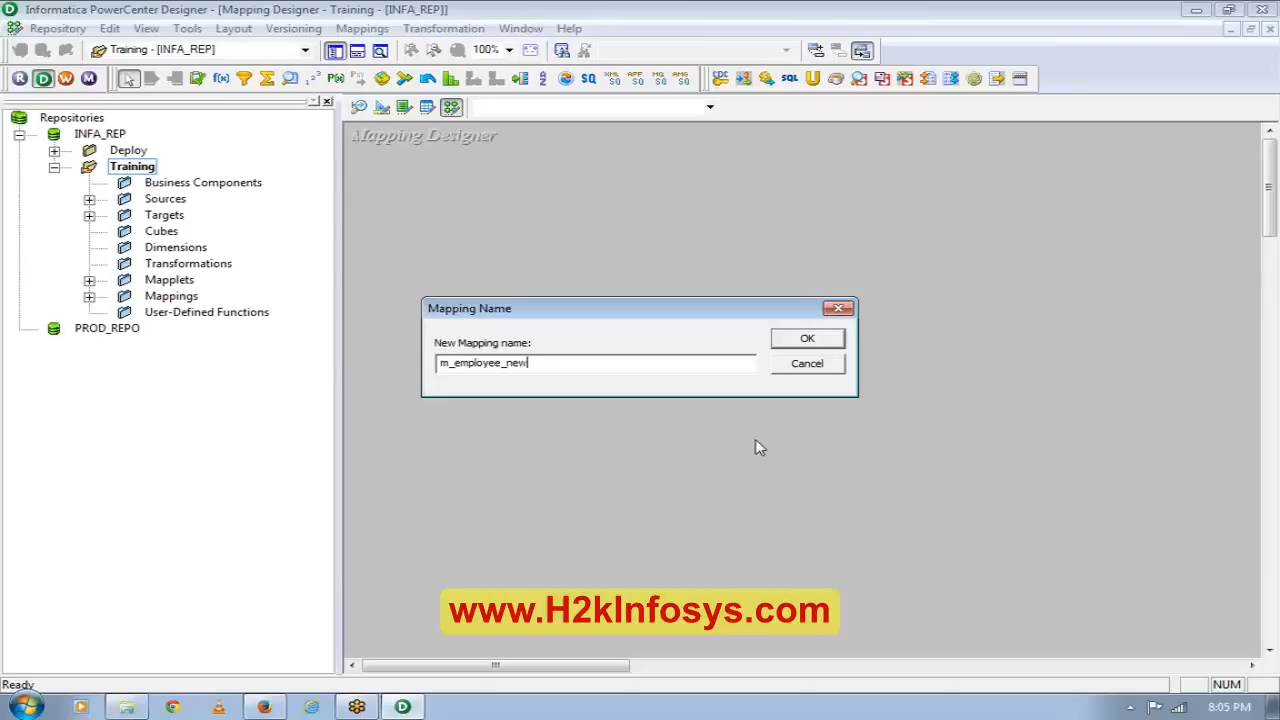 Informatica PowerCenter Designer - [Mapping Designer - Training - [INFA_REP]]
Repository Edit View Tools Layout Versioning Mappings Transformation Window Help
Training - [INFA_REP]
100%
Repositories
INFA_REP
Deploy
Training
Business Components
Sources
Targets
Cubes
Dimensions
Transformations
Mapplets
Mappings
User-Defined Functions
PROD_REPO
Mapping Designer
Mapping Name
New Mapping name:
m_employee_new
OK
Cancel
www.H2kInfosys.com
Ready
NUM
8:05 PM